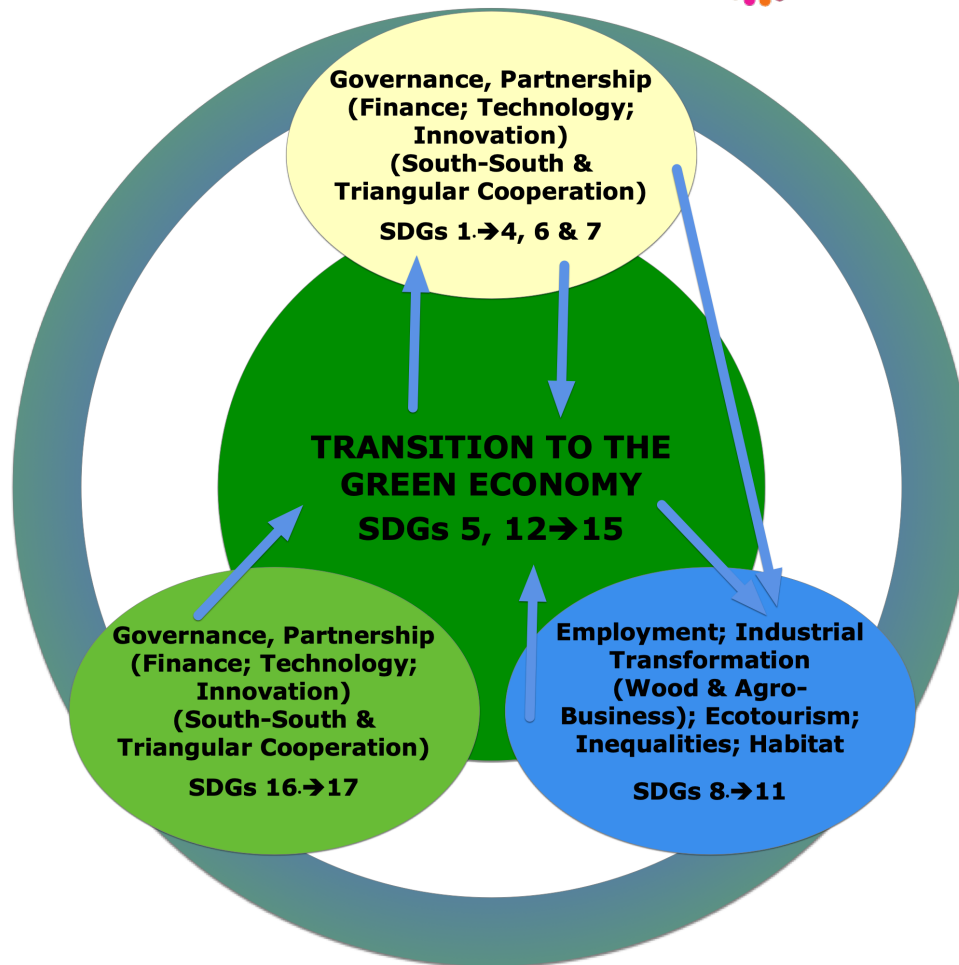 Governance, Partnership
(Finance; Technology;
Innovation)
(South-South &
Triangular Cooperation)
SDGs 1.➔4, 6 & 7
TRANSITION TO THE
GREEN ECONOMY
SDGs 5, 12➔15
Governance, Partnership
(Finance; Technology;
Innovation)
(South-South &
Triangular Cooperation)
SDGs 16.➔17
Employment; Industrial
Transformation
(Wood & Agro-
Business); Ecotourism;
Inequalities; Habitat
SDGs 8.➔11